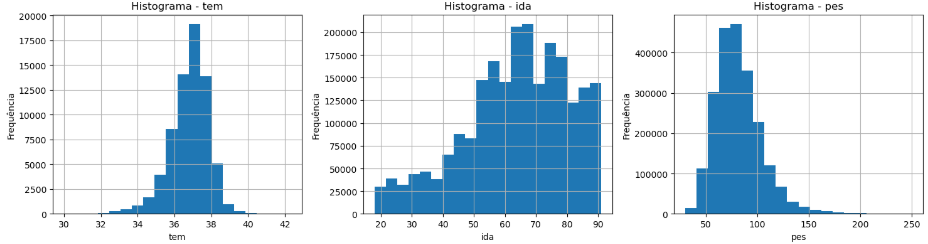 Histograma - tem
20000
17500
15000
12500
10000
7500
5000
2500
0
30 32 34 36 38 40 42
Frequência
tem
Histograma - ida
200000
175000
150000
125000
100000
75000
50000
25000
0
20 30 40 50 60 70 80 90
Frequência
ida
Histograma - pes
400000
300000
200000
100000
0
50 100 150 200 250
Frequência
pes